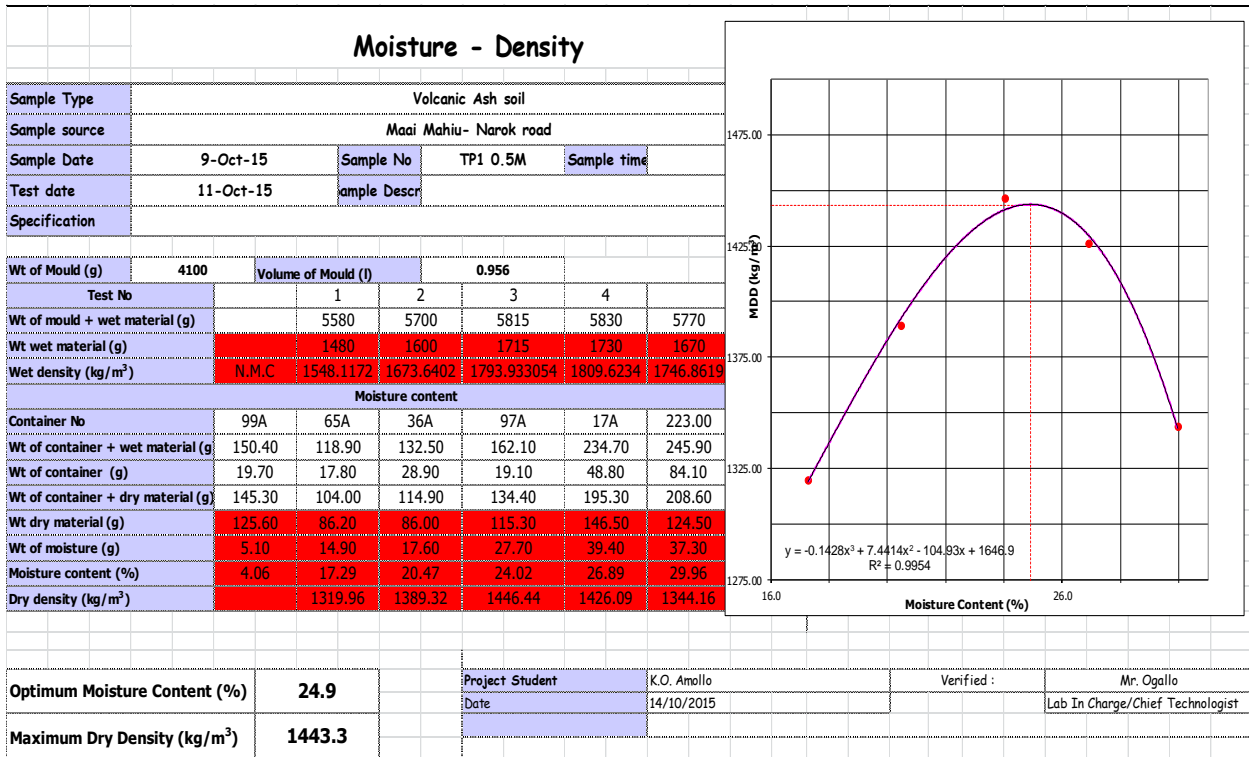 Moisture - Density
Sample Type Volcanic Ash soil
Sample source Maai Mahiu- Narok road
Sample Date 9-Oct-15 Sample No TP1 0.5M Sample time
Test date 11-Oct-15 ample Descr
Specification
Wt of Mould (g) 4100 Volume of Mould (l) 0.956
Test No 1 2 3 4
Wt of mould + wet material (g) 5580 5700 5815 5830 5770
Wt wet material (g) 1480 1600 1715 1730 1670
Wet density (kg/m³) N.M.C 1548.1172 1673.6402 1793.933054 1809.6234 1746.8619
Moisture content
Container No 99A 65A 36A 97A 17A 223.00
Wt of container + wet material (g 150.40 118.90 132.50 162.10 234.70 245.90
Wt of container (g) 19.70 17.80 28.90 19.10 48.80 84.10
Wt of container + dry material (g) 145.30 104.00 114.90 134.40 195.30 208.60
Wt dry material (g) 125.60 86.20 86.00 115.30 146.50 124.50
Wt of moisture (g) 5.10 14.90 17.60 27.70 39.40 37.30
Moisture content (%) 4.06 17.29 20.47 24.02 26.89 29.96
Dry density (kg/m³) 1319.96 1389.32 1446.44 1426.09 1344.16
1475.00
1425.00
1375.00
1325.00
1275.00
MDD (kg/m³)
y = -0.1428x³ + 7.4414x² - 104.93x + 1646.9
R² = 0.9954
16.0 26.0
Moisture Content (%)
Optimum Moisture Content (%) 24.9
Maximum Dry Density (kg/m³) 1443.3
Project Student K.O. Amollo Verified : Mr. Ogallo
Date 14/10/2015 Lab In Charge/Chief Technologist